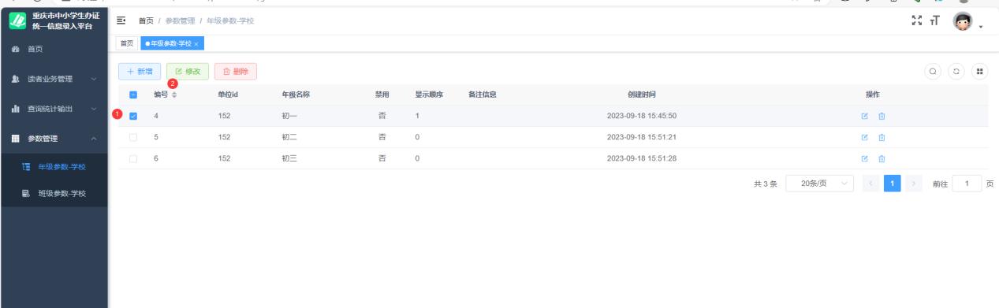 重庆市中小学生办证
统一信息录入平台
首页 / 参数管理 / 年级参数-学校
首页
年级参数-学校 ×
首页
读者业务管理
查询统计输出
参数管理
年级参数-学校
班级参数-学校
+ 新增 修改 删除
2
编号 单位id 年级名称 禁用 显示顺序 备注信息 创建时间 操作
1
4 152 初一 否 1 2023-09-18 15:45:50
5 152 初二 否 0 2023-09-18 15:51:21
6 152 初三 否 0 2023-09-18 15:51:28
共 3 条 20条/页 < 1 > 前往 1 页